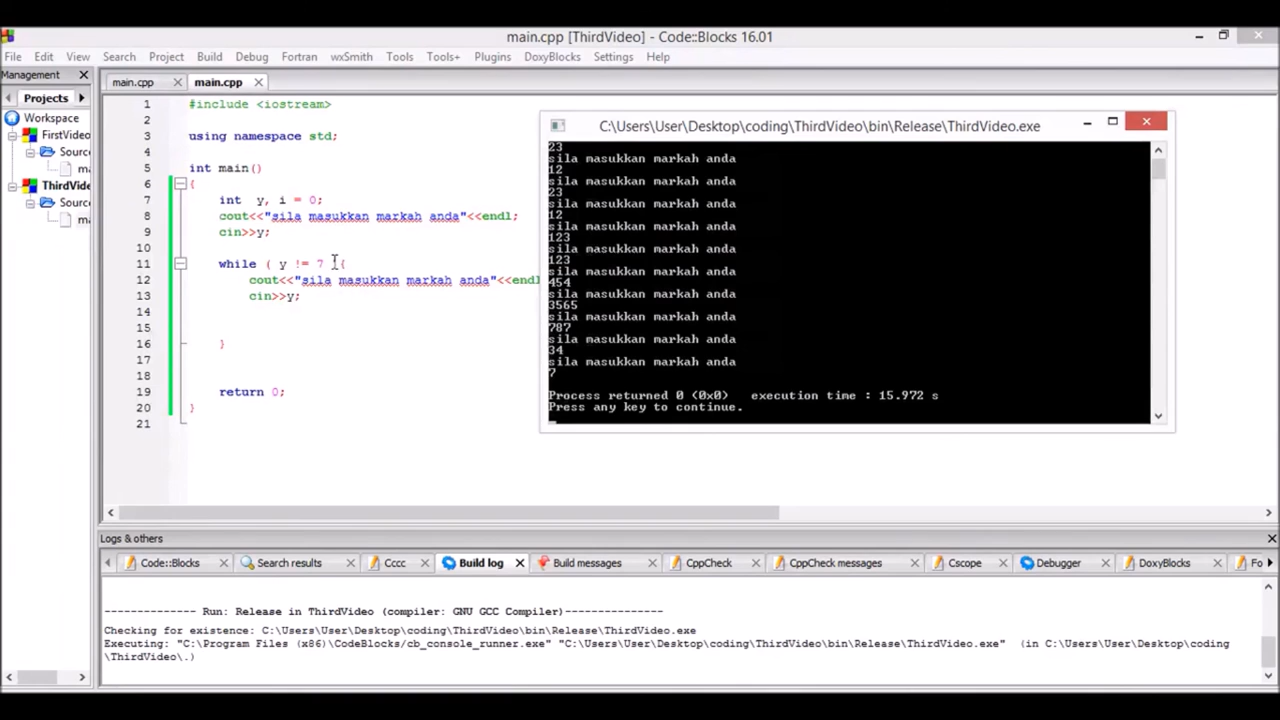 main.cpp [ThirdVideo] - Code::Blocks 16.01
File Edit View Search Project Build Debug Fortran wxSmith Tools Tools+ Plugins DoxyBlocks Settings Help
Management
main.cpp main.cpp
Projects
Workspace
FirstVideo
Sourc
ma
ThirdVide
Sourc
ma
1 #include <iostream>
2
3 using namespace std;
4
5 int main()
6 {
7 int y, i = 0;
8 cout<<"sila masukkan markah anda"<<endl;
9 cin>>y;
10
11 while ( y != 7 {
12 cout<<"sila masukkan markah anda"<<endl
13 cin>>y;
14
15
16 }
17
18
19 return 0;
20 }
21
C:\Users\User\Desktop\coding\ThirdVideo\bin\Release\ThirdVideo.exe
23
sila masukkan markah anda
12
sila masukkan markah anda
23
sila masukkan markah anda
12
sila masukkan markah anda
123
sila masukkan markah anda
123
sila masukkan markah anda
454
sila masukkan markah anda
3565
sila masukkan markah anda
787
sila masukkan markah anda
34
sila masukkan markah anda
7
Process returned 0 (0x0) execution time : 15.972 s
Press any key to continue.
Logs & others
Code::Blocks Search results Cccc Build log Build messages CppCheck CppCheck messages Cscope Debugger DoxyBlocks Fo
-------------- Run: Release in ThirdVideo (compiler: GNU GCC Compiler)---------------
Checking for existence: C:\Users\User\Desktop\coding\ThirdVideo\bin\Release\ThirdVideo.exe
Executing: "C:\Program Files (x86)\CodeBlocks/cb_console_runner.exe" "C:\Users\User\Desktop\coding\ThirdVideo\bin\Release\ThirdVideo.exe" (in C:\Users\User\Desktop\coding
\ThirdVideo\.)